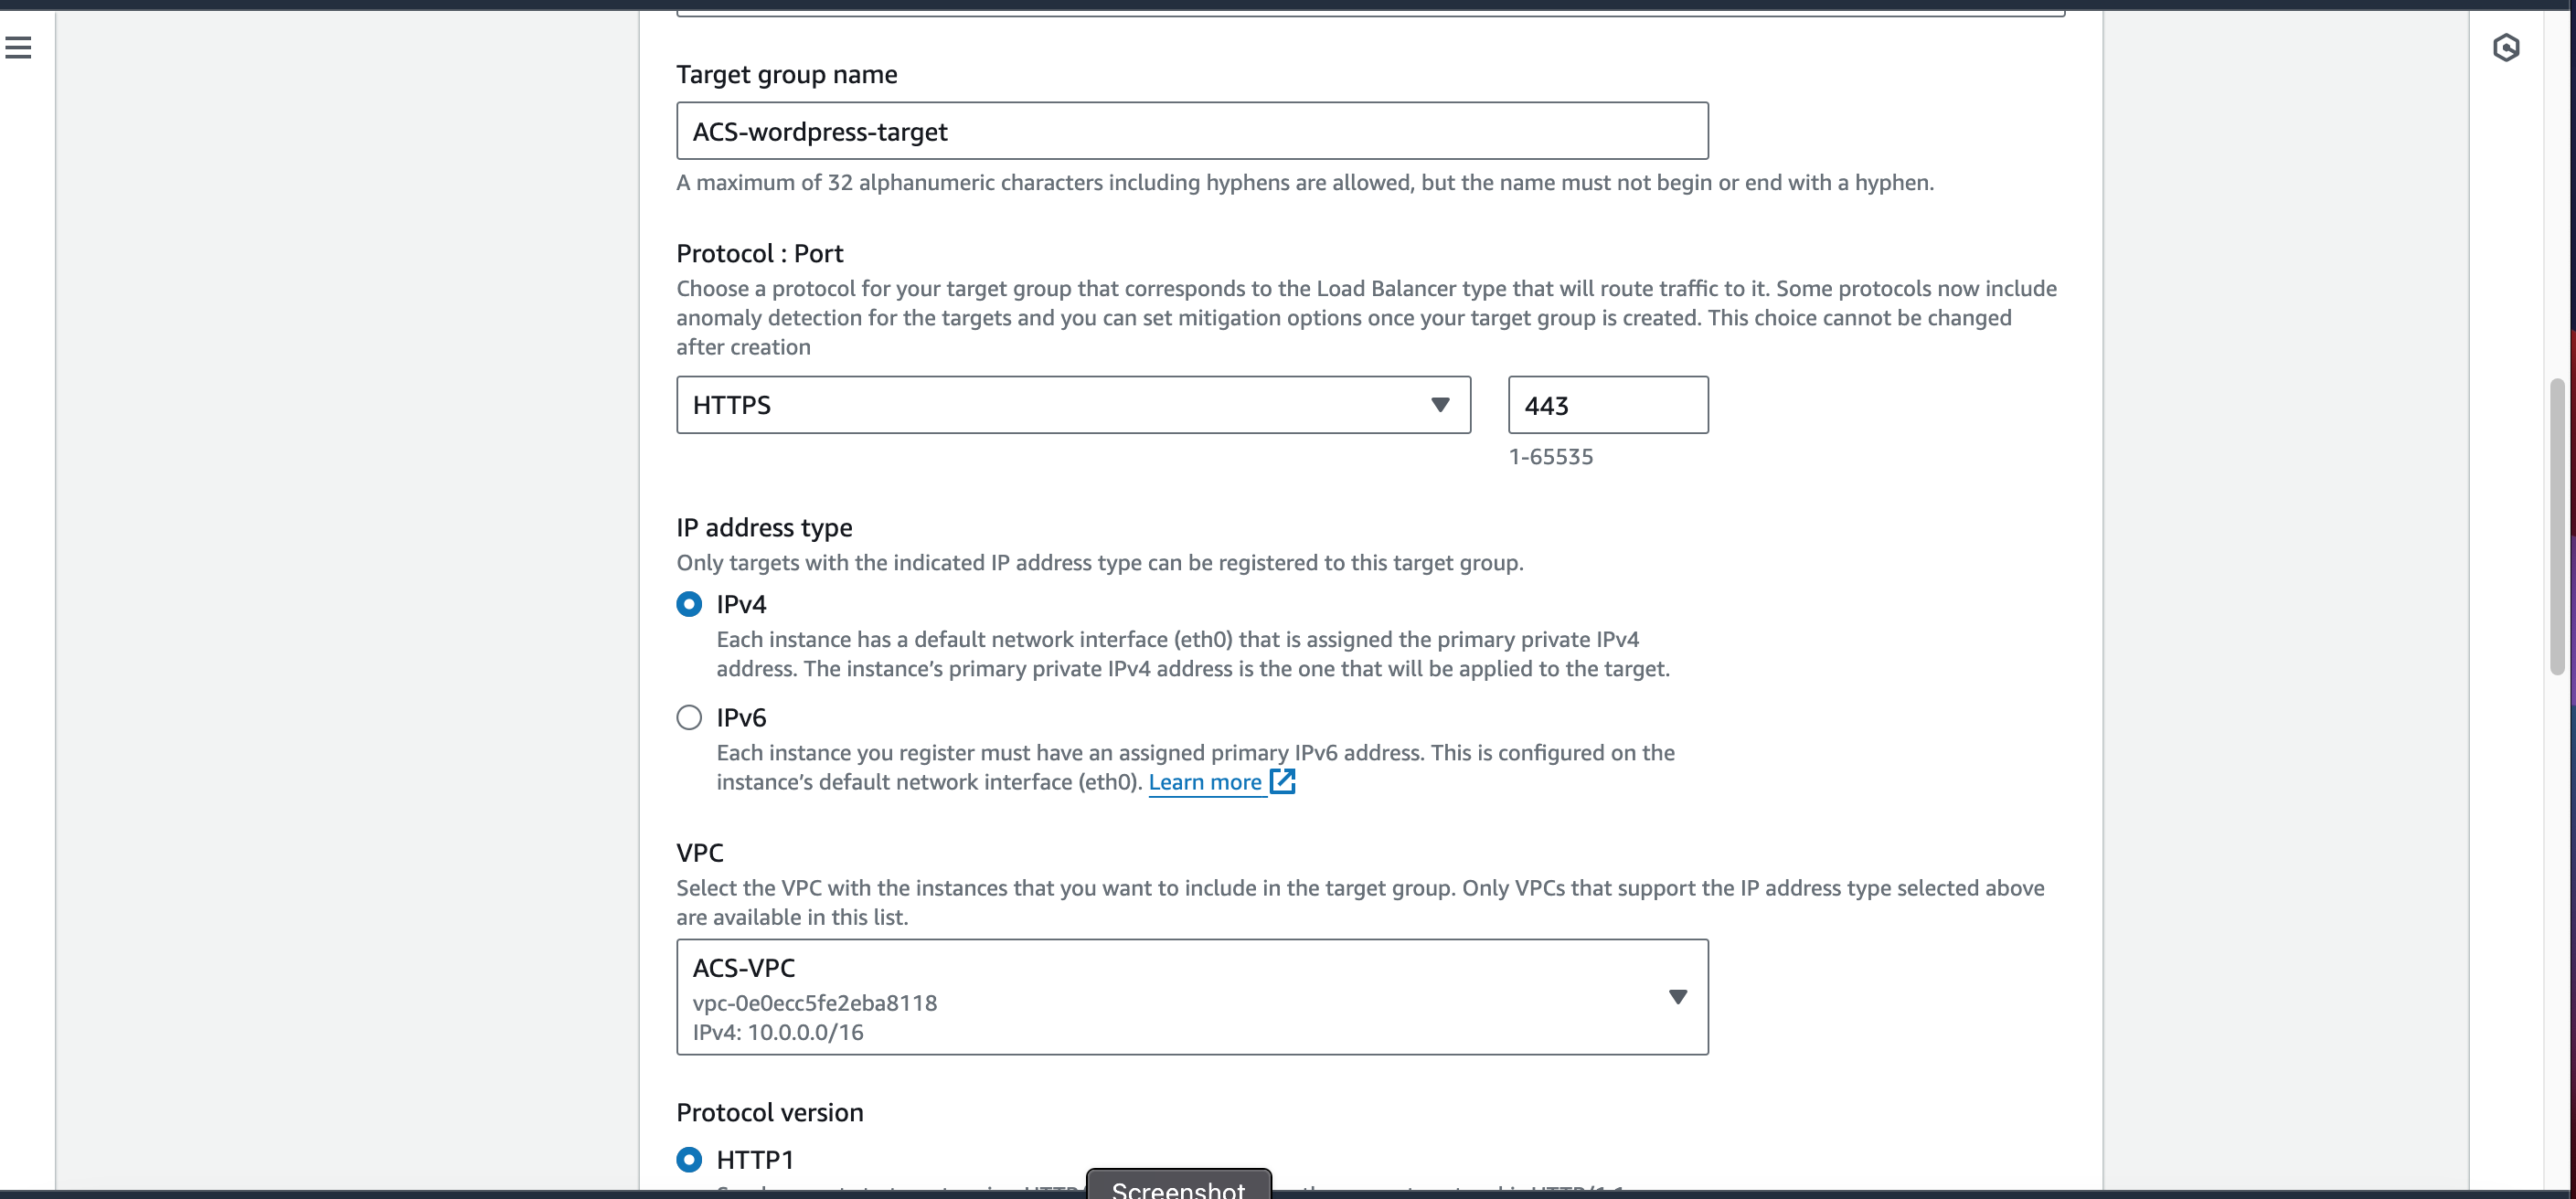 Target group name
ACS-wordpress-target
A maximum of 32 alphanumeric characters including hyphens are allowed, but the name must not begin or end with a hyphen.
Protocol : Port
Choose a protocol for your target group that corresponds to the Load Balancer type that will route traffic to it. Some protocols now include
anomaly detection for the targets and you can set mitigation options once your target group is created. This choice cannot be changed
after creation
HTTPS
443
1-65535
IP address type
Only targets with the indicated IP address type can be registered to this target group.
IPv4
Each instance has a default network interface (eth0) that is assigned the primary private IPv4
address. The instance’s primary private IPv4 address is the one that will be applied to the target.
IPv6
Each instance you register must have an assigned primary IPv6 address. This is configured on the
instance’s default network interface (eth0). Learn more
VPC
Select the VPC with the instances that you want to include in the target group. Only VPCs that support the IP address type selected above
are available in this list.
ACS-VPC
vpc-0e0ecc5fe2eba8118
IPv4: 10.0.0.0/16
Protocol version
HTTP1
Screenshot